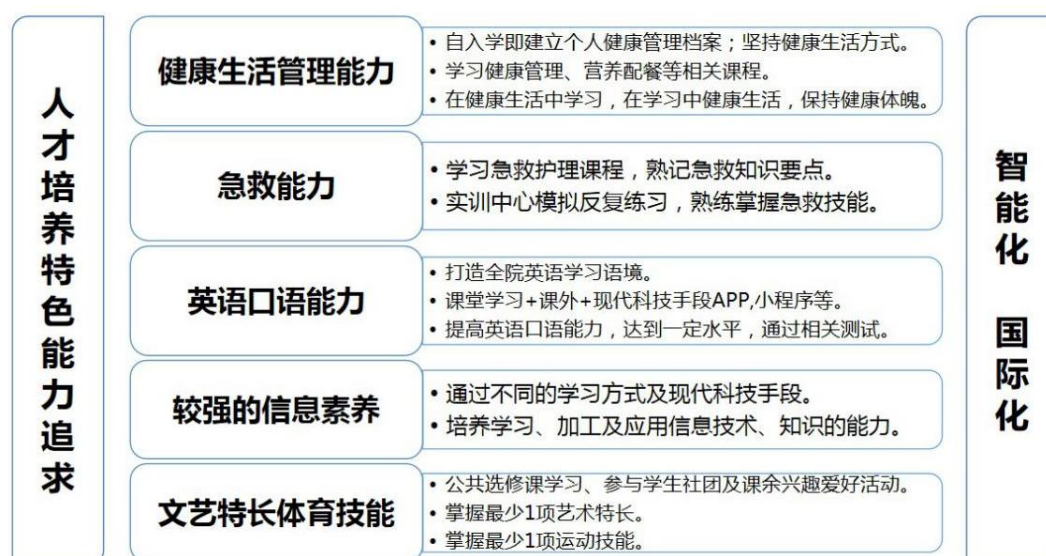 人才培养特色能力追求
健康生活管理能力
• 自入学即建立个人健康管理档案；坚持健康生活方式。
• 学习健康管理、营养配餐等相关课程。
• 在健康生活中学习，在学习中健康生活，保持健康体魄。
急救能力
• 学习急救护理课程，熟记急救知识要点。
• 实训中心模拟反复练习，熟练掌握急救技能。
英语口语能力
• 打造全院英语学习语境。
• 课堂学习+课外+现代科技手段APP,小程序等。
• 提高英语口语能力，达到一定水平，通过相关测试。
较强的信息素养
• 通过不同的学习方式及现代科技手段。
• 培养学习、加工及应用信息技术、知识的能力。
文艺特长体育技能
• 公共选修课学习、参与学生社团及课余兴趣爱好活动。
• 掌握最少1项艺术特长。
• 掌握最少1项运动技能。
智能化 国际化